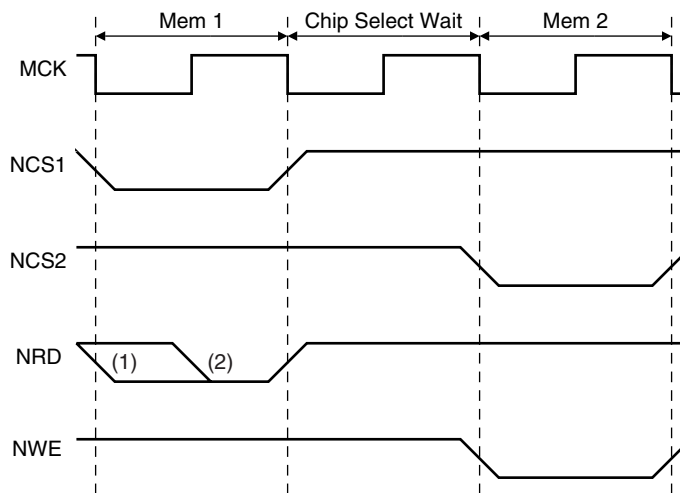 Mem 1
Chip Select Wait
Mem 2
MCK
NCS1
NCS2
NRD
(1)
(2)
NWE